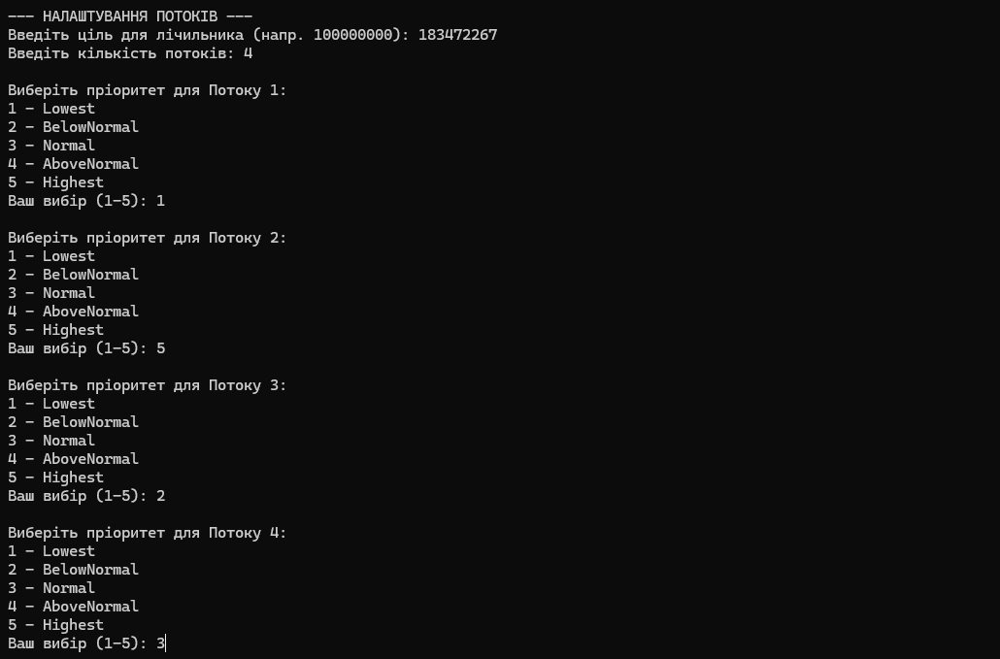 --- НАЛАШТУВАННЯ ПОТОКІВ ---
Введіть ціль для лічильника (напр. 100000000): 183472267
Введіть кількість потоків: 4
Виберіть пріоритет для Потоку 1:
1 - Lowest
2 - BelowNormal
3 - Normal
4 - AboveNormal
5 - Highest
Ваш вибір (1-5): 1
Виберіть пріоритет для Потоку 2:
1 - Lowest
2 - BelowNormal
3 - Normal
4 - AboveNormal
5 - Highest
Ваш вибір (1-5): 5
Виберіть пріоритет для Потоку 3:
1 - Lowest
2 - BelowNormal
3 - Normal
4 - AboveNormal
5 - Highest
Ваш вибір (1-5): 2
Виберіть пріоритет для Потоку 4:
1 - Lowest
2 - BelowNormal
3 - Normal
4 - AboveNormal
5 - Highest
Ваш вибір (1-5): 3